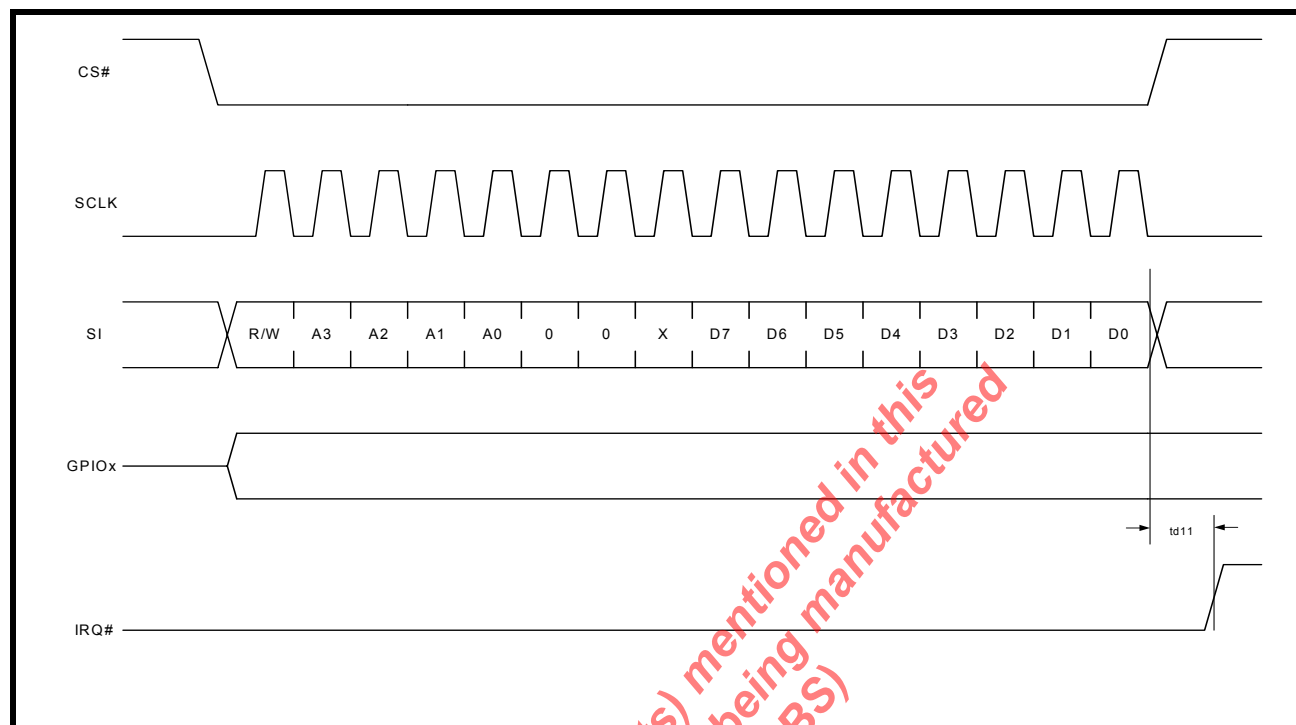 CS#
SCLK
SI R/W A3 A2 A1 A0 0 0 X D7 D6 D5 D4 D3 D2 D1 D0
GPIOx
td11
IRQ#
mentioned in this
being manufactured